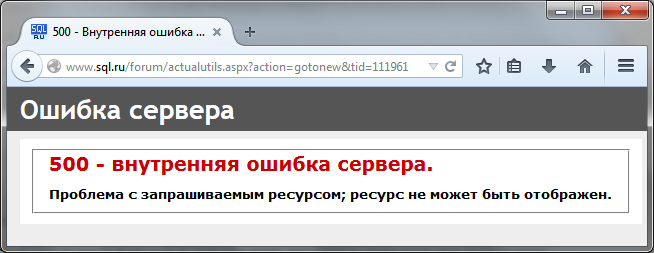 SQL
RU
500 - Внутренняя ошибка ...
www.sql.ru/forum/actualutils.aspx?action=gotonew&tid=111961
Ошибка сервера
500 - внутренняя ошибка сервера.
Проблема с запрашиваемым ресурсом; ресурс не может быть отображен.